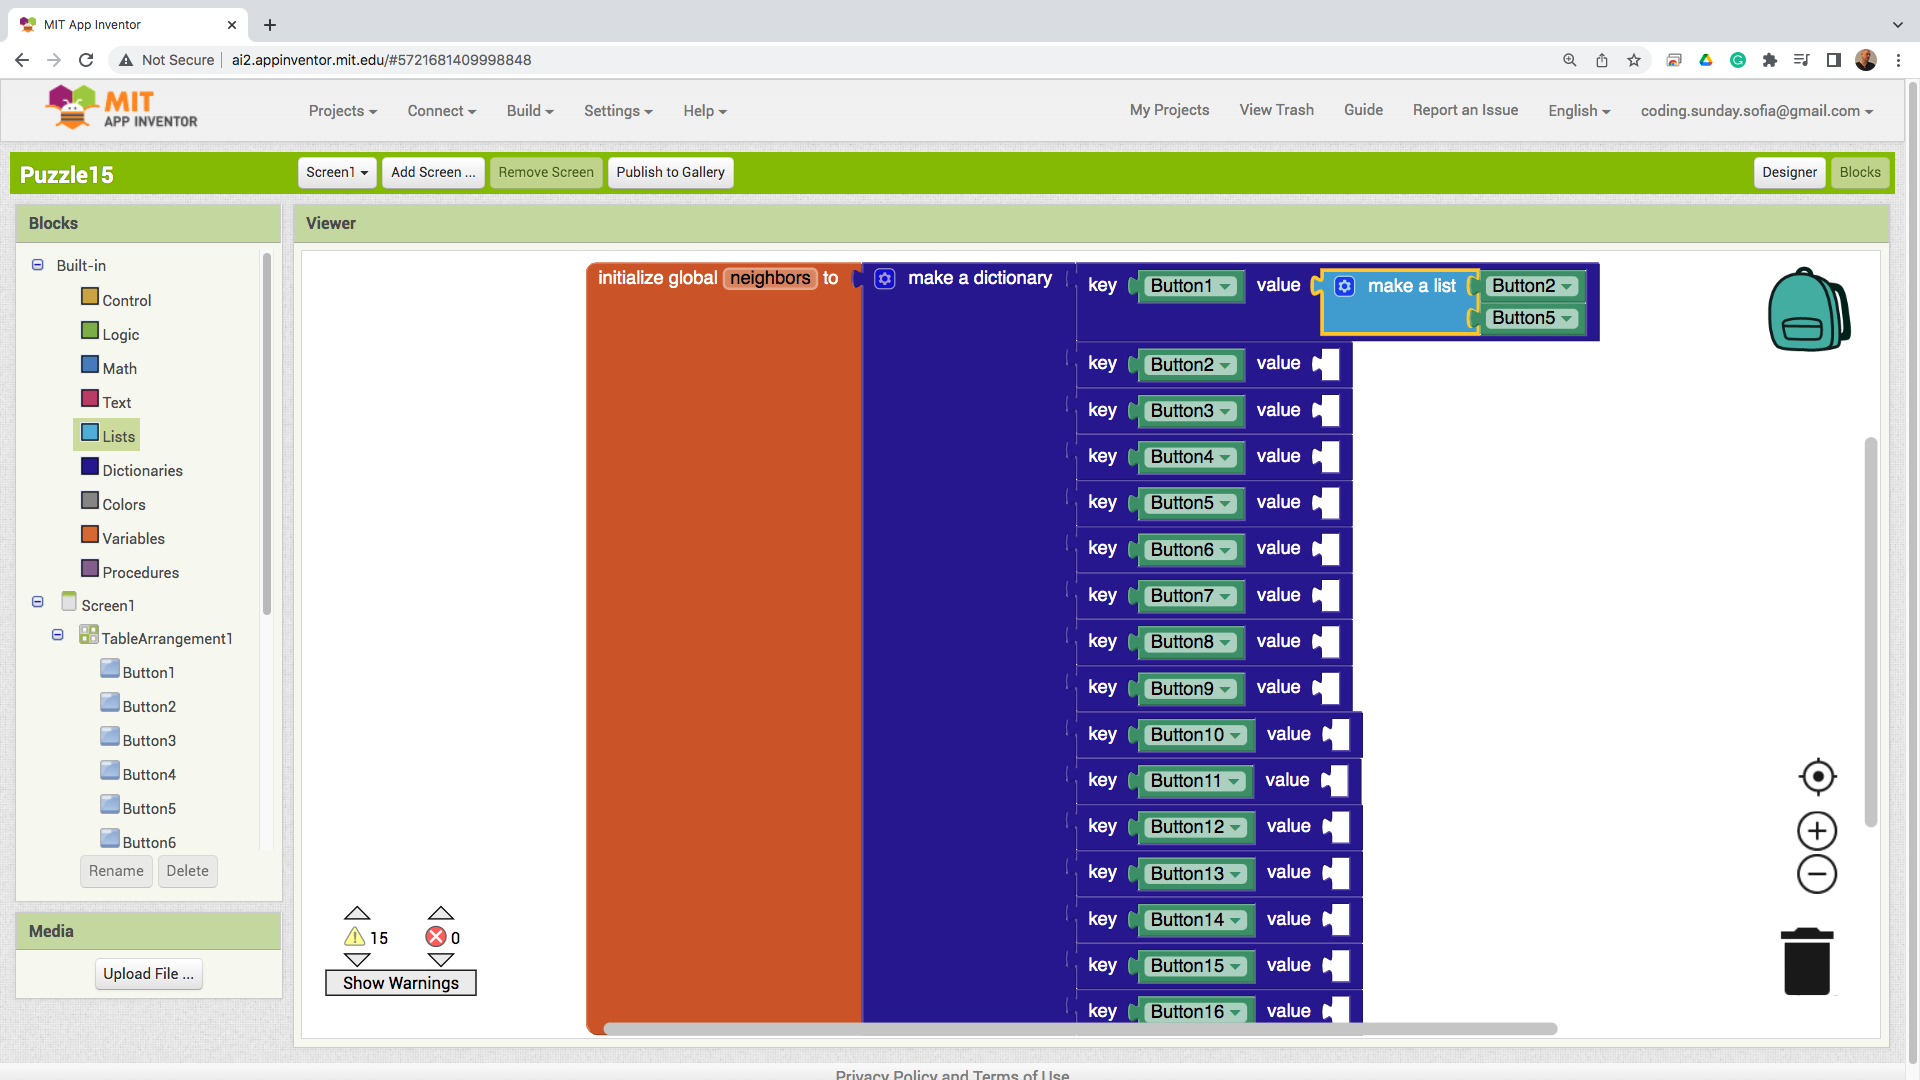 MIT App Inventor
Not Secure
ai2.appinventor.mit.edu/#5721681409998848
MIT
APP INVENTOR
Projects
Connect
Build
Settings
Help
My Projects
View Trash
Guide
Report an Issue
English
coding.sunday.sofia@gmail.com
Puzzle15
Screen1
Add Screen ...
Remove Screen
Publish to Gallery
Designer
Blocks
Blocks
Built-in
Control
Logic
Math
Text
Lists
Dictionaries
Colors
Variables
Procedures
Screen1
TableArrangement1
Button1
Button2
Button3
Button4
Button5
Button6
Rename
Delete
Media
Upload File ...
Viewer
initialize global neighbors to make a dictionary key Button1 value make a list Button2
Button5
key Button2 value
key Button3 value
key Button4 value
key Button5 value
key Button6 value
key Button7 value
key Button8 value
key Button9 value
key Button10 value
key Button11 value
key Button12 value
key Button13 value
key Button14 value
key Button15 value
key Button16 value
15
0
Show Warnings
Privacy Policy and Terms of Use